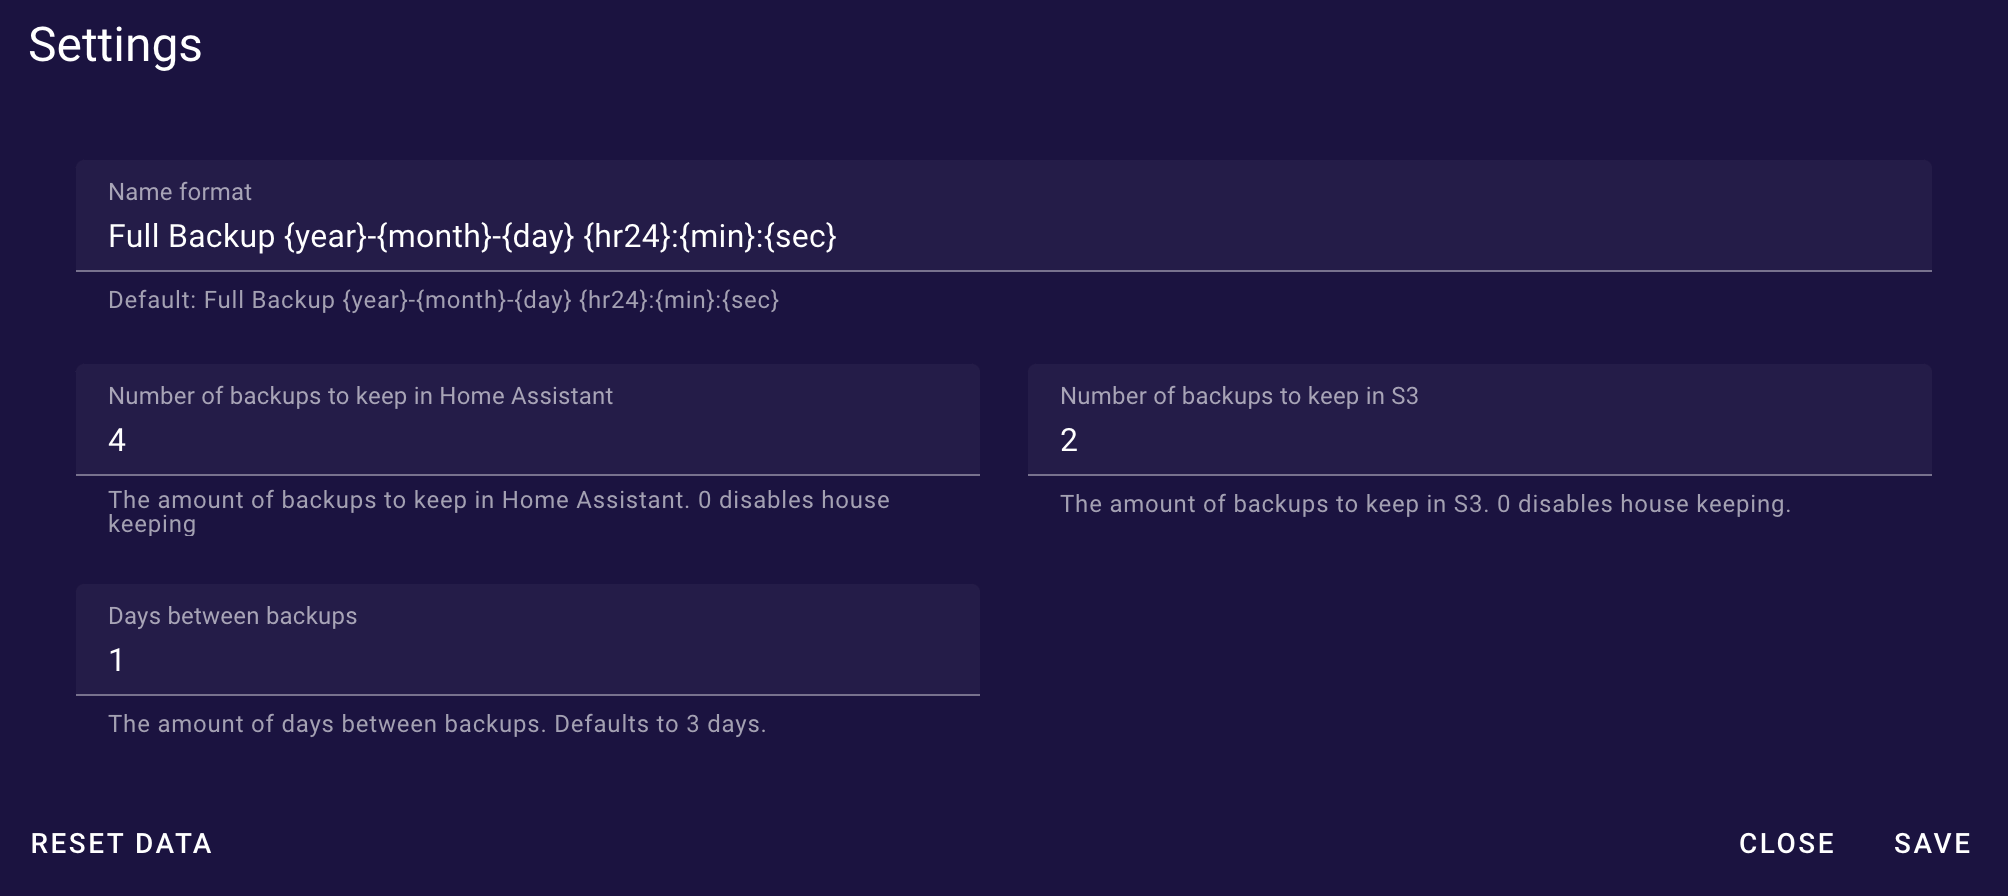 Settings
Name format
Full Backup {year}-{month}-{day} {hr24}:{min}:{sec}
Default: Full Backup {year}-{month}-{day} {hr24}:{min}:{sec}
Number of backups to keep in Home Assistant
4
The amount of backups to keep in Home Assistant. 0 disables house
keeping
Number of backups to keep in S3
2
The amount of backups to keep in S3. 0 disables house keeping.
Days between backups
1
The amount of days between backups. Defaults to 3 days.
RESET DATA
CLOSE
SAVE